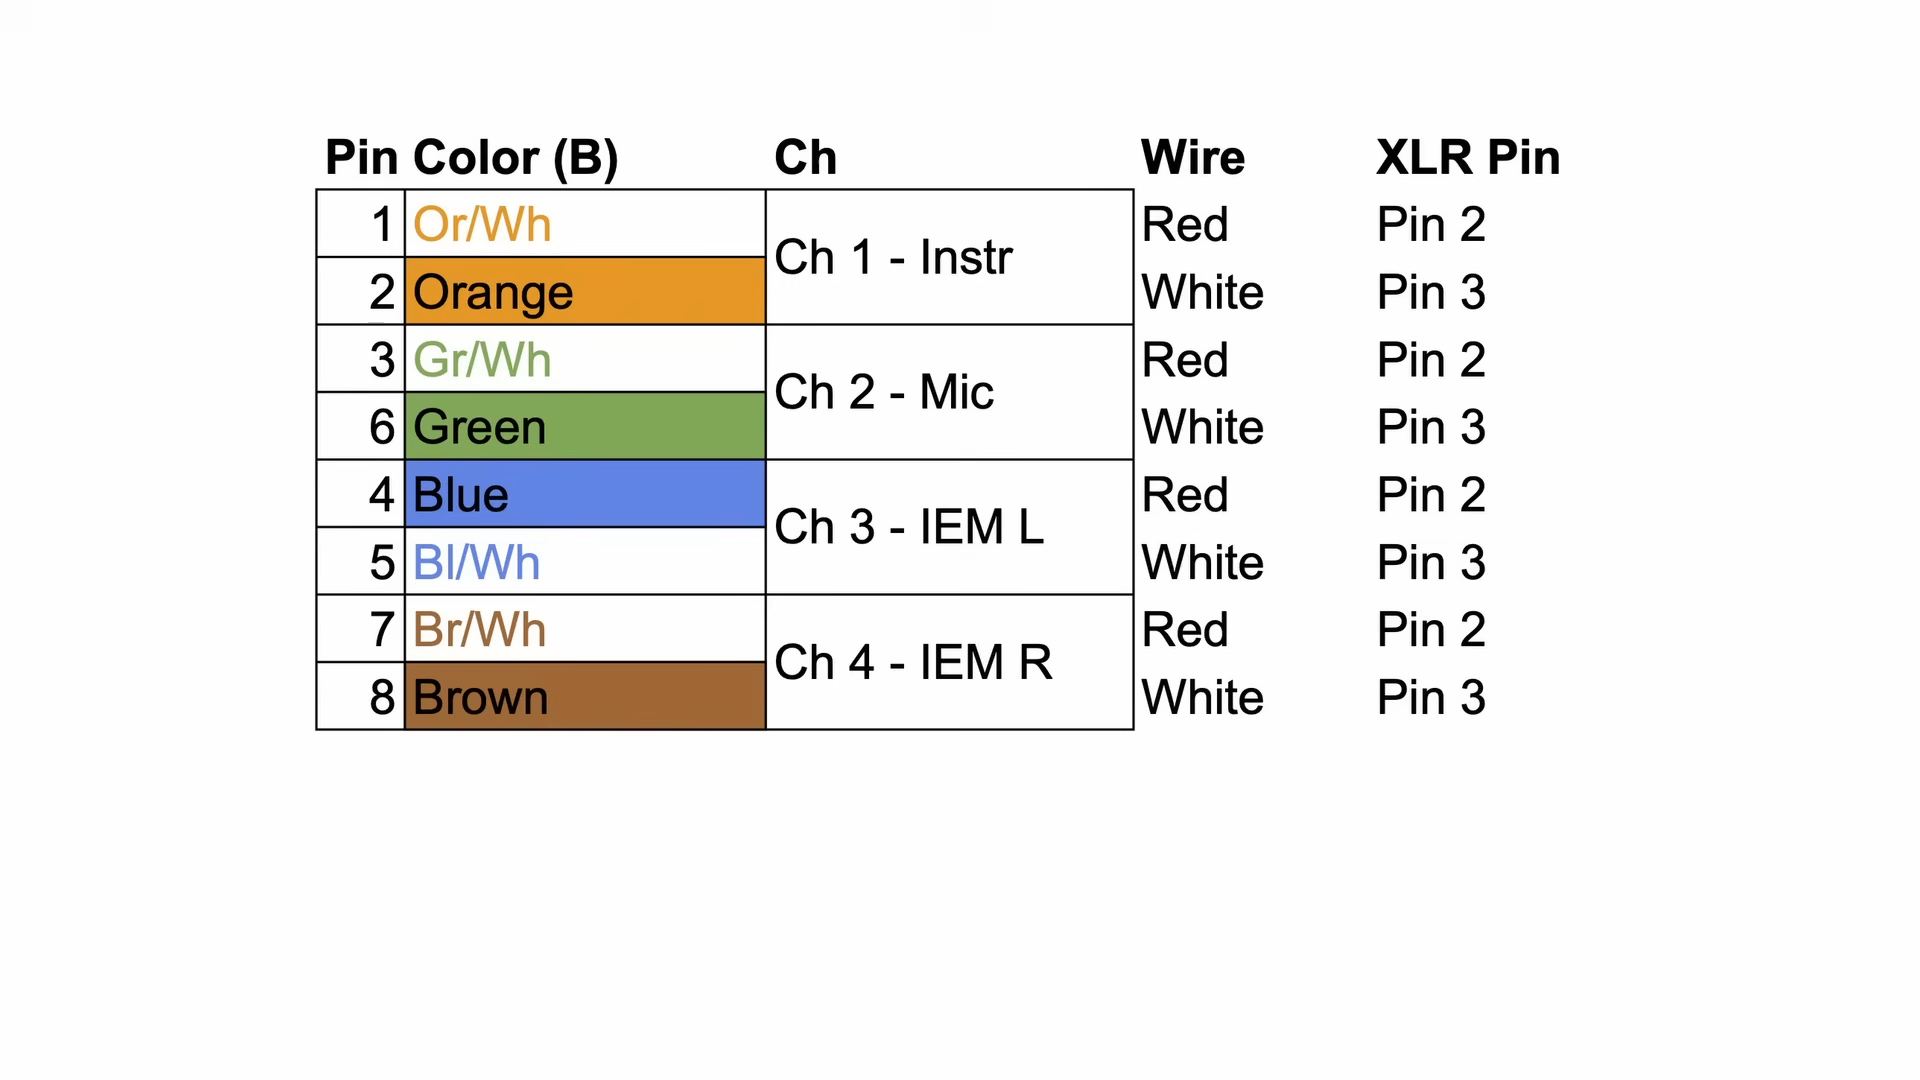 Pin Color (B) Ch Wire XLR Pin
1 Or/Wh Ch 1 - Instr Red Pin 2
2 Orange White Pin 3
3 Gr/Wh Ch 2 - Mic Red Pin 2
6 Green White Pin 3
4 Blue Ch 3 - IEM L Red Pin 2
5 Bl/Wh White Pin 3
7 Br/Wh Ch 4 - IEM R Red Pin 2
8 Brown White Pin 3